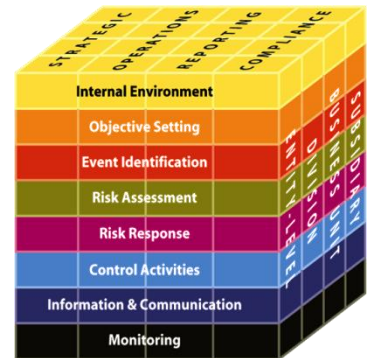 STRATEGIC
OPERATIONS
REPORTING
COMPLIANCE
Internal Environment
Objective Setting
Event Identification
Risk Assessment
Risk Response
Control Activities
Information & Communication
Monitoring
ENTITY-LEVEL
DIVISION
BUSINESS UNIT
SUBSIDIARY